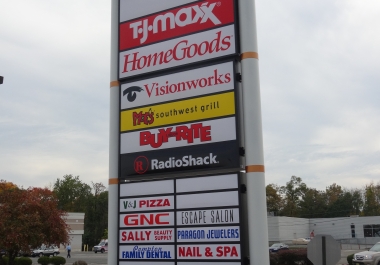 T.J.maxx
HomeGoods
Visionworks
Moe's southwest grill
BUY-RITE
RadioShack
V&J PIZZA
GNC
ESCAPE SALON
SALLY BEAUTY SUPPLY
PARAGON JEWELERS
FAMILY DENTAL
NAIL & SPA